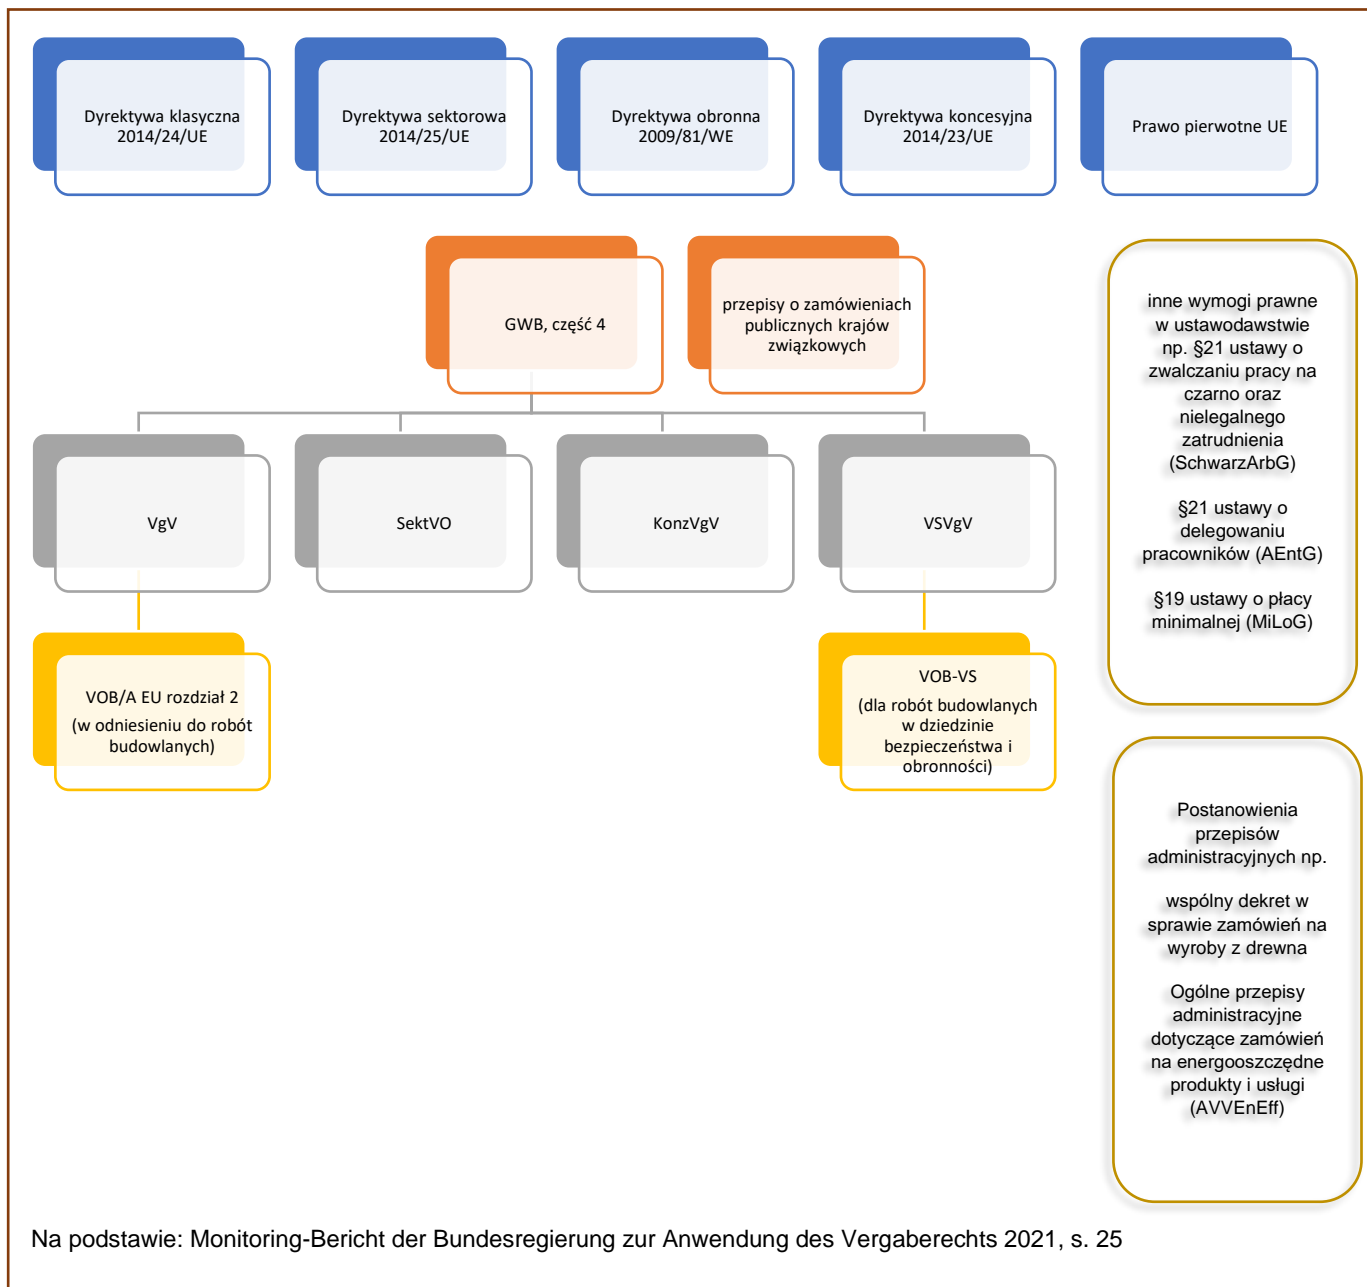 Dyrektywa klasyczna
2014/24/UE
Dyrektywa sektorowa
2014/25/UE
Dyrektywa obronna
2009/81/WE
Dyrektywa koncesyjna
2014/23/UE
Prawo pierwotne UE
GWB, część 4
przepisy o zamówieniach
publicznych krajów
związkowych
inne wymogi prawne
w ustawodawstwie
np. §21 ustawy o
zwalczaniu pracy na
czarno oraz
nielegalnego
zatrudnienia
(SchwarzArbG)
§21 ustawy o
delegowaniu
pracowników (AEntG)
§19 ustawy o płacy
minimalnej (MiLoG)
VgV
SektVO
KonzVgV
VSVgV
VOB/A EU rozdział 2
(w odniesieniu do robót
budowlanych)
VOB-VS
(dla robót budowlanych
w dziedzinie
bezpieczeństwa i
obronności)
Postanowienia
przepisów
administracyjnych np.
wspólny dekret w
sprawie zamówień na
wyroby z drewna
Ogólne przepisy
administracyjne
dotyczące zamówień
na energooszczędne
produkty i usługi
(AVVEnEff)
Na podstawie: Monitoring-Bericht der Bundesregierung zur Anwendung des Vergaberechts 2021, s. 25